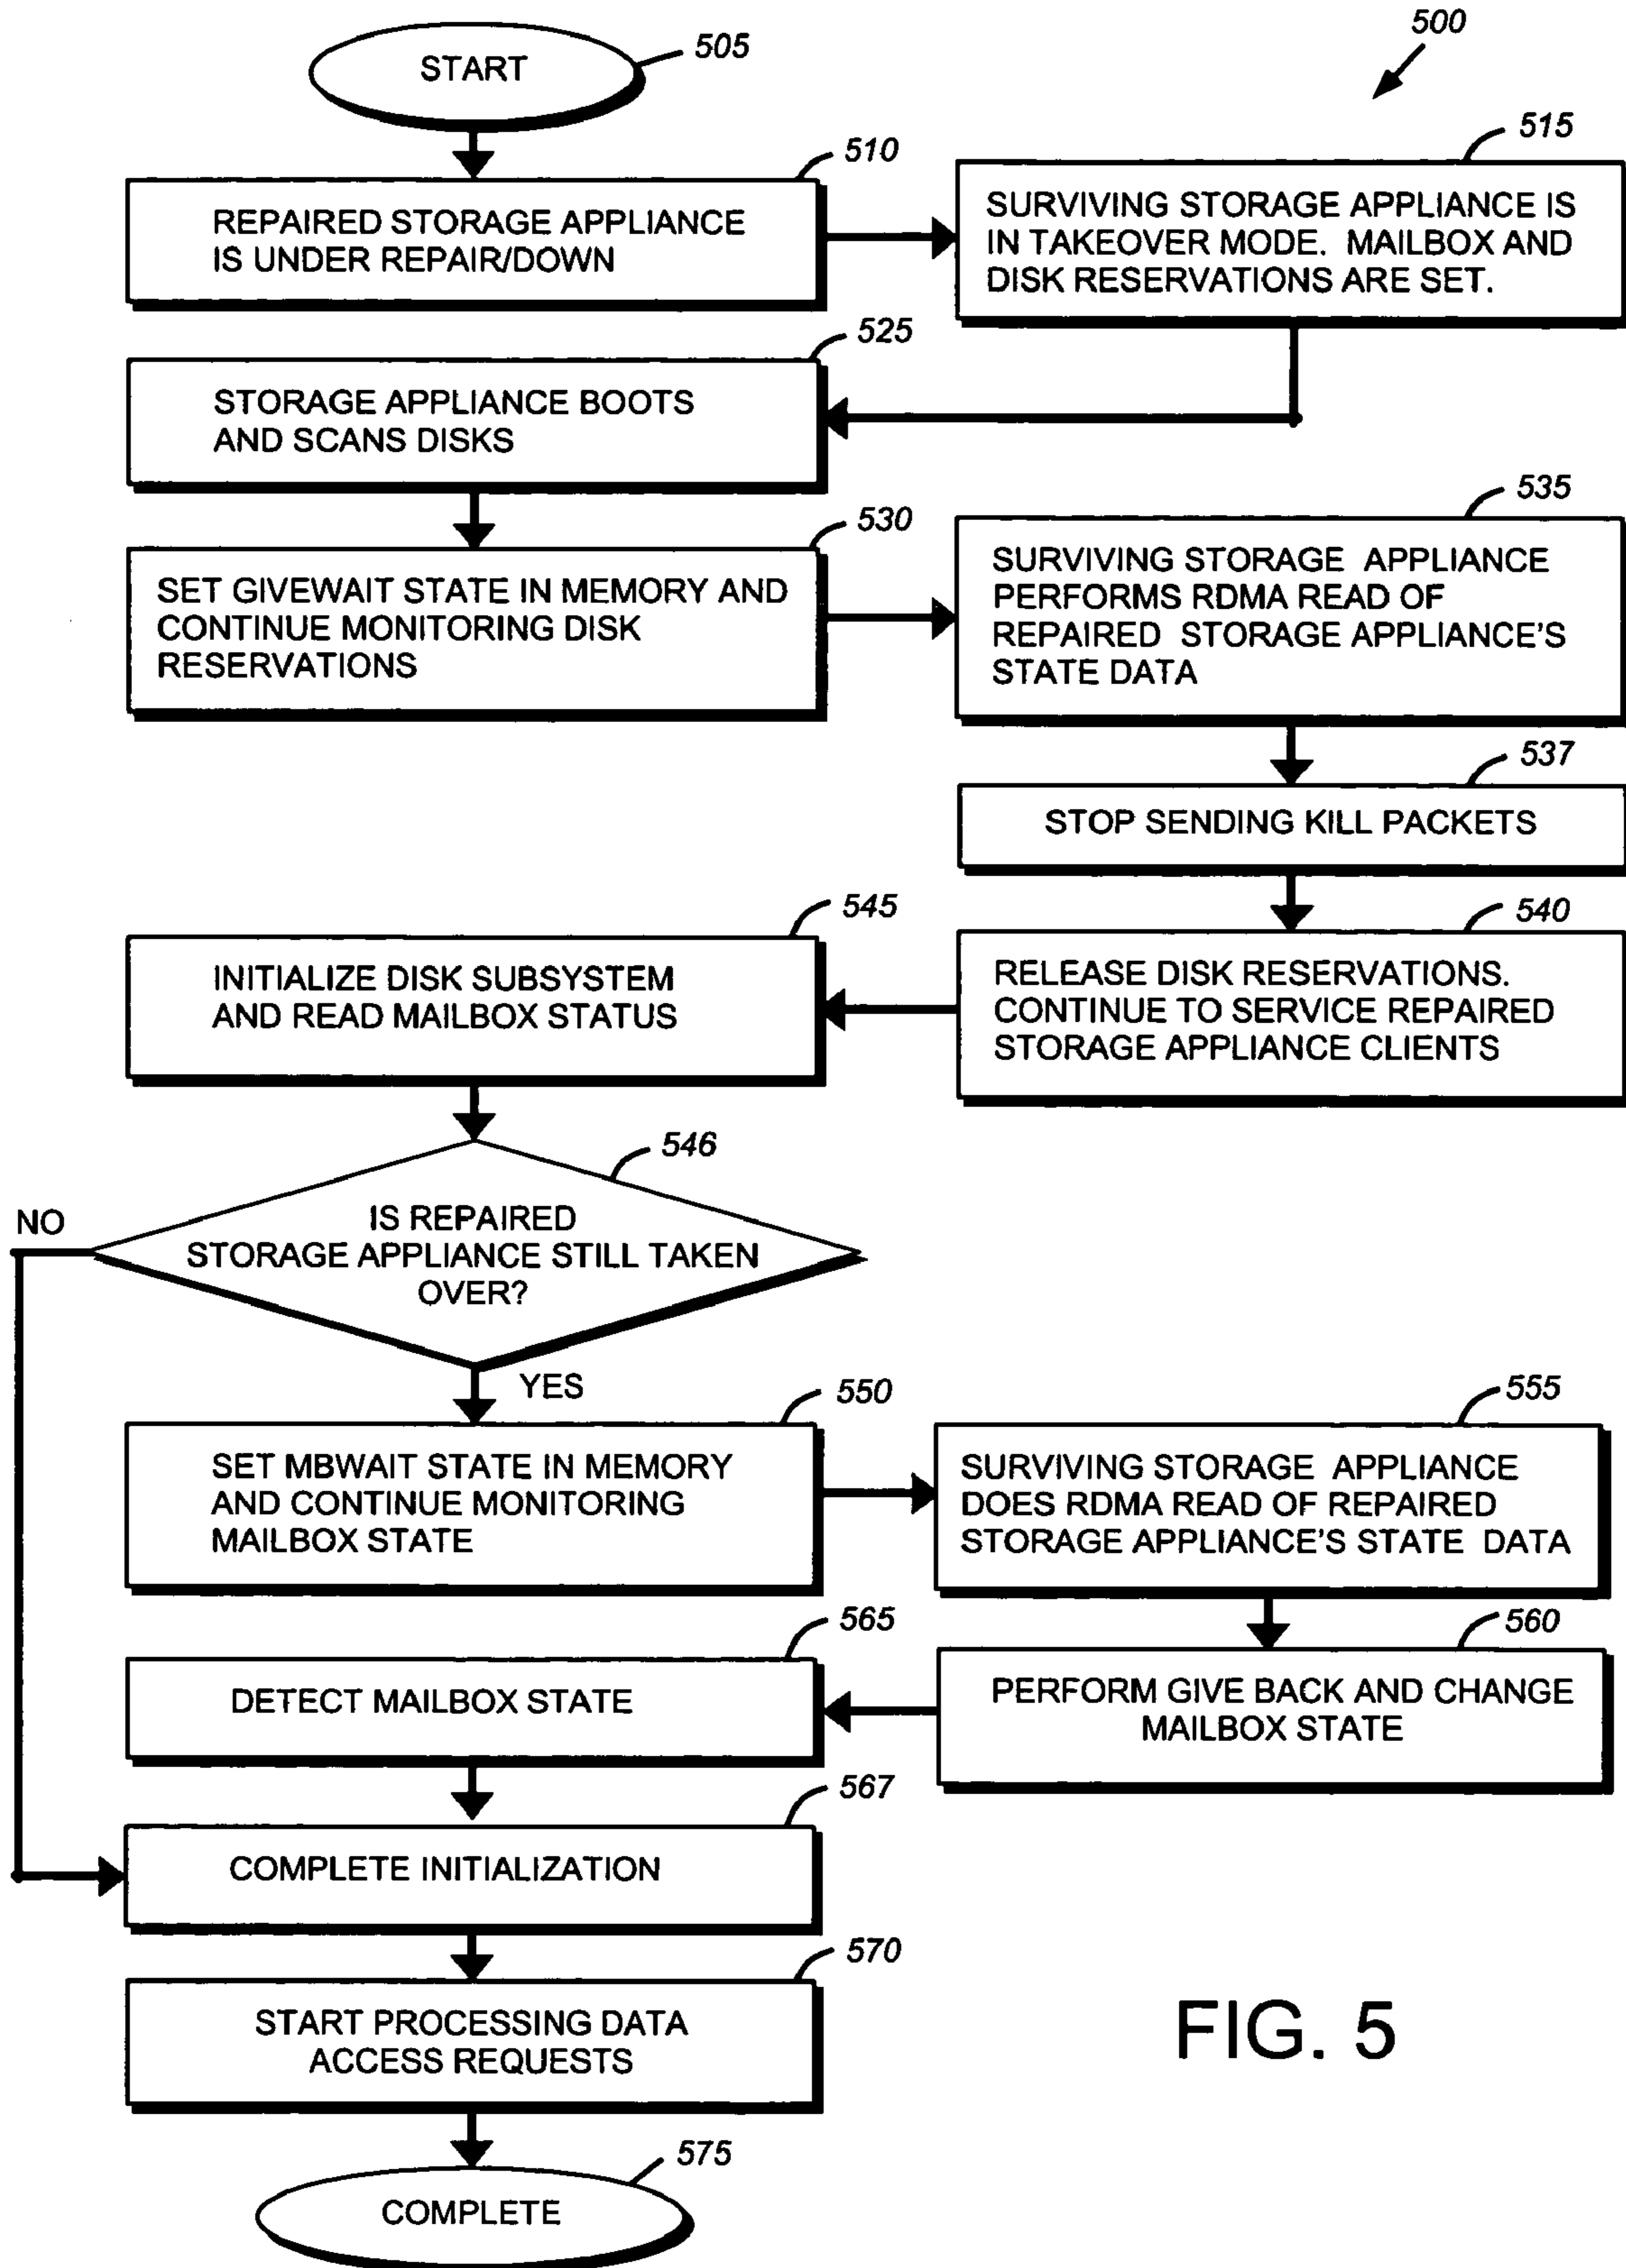 500
START
505
510
REPAIRED STORAGE APPLIANCE
IS UNDER REPAIR/DOWN
515
SURVIVING STORAGE APPLIANCE IS
IN TAKEOVER MODE. MAILBOX AND
DISK RESERVATIONS ARE SET.
525
STORAGE APPLIANCE BOOTS
AND SCANS DISKS
530
SET GIVEWAIT STATE IN MEMORY AND
CONTINUE MONITORING DISK
RESERVATIONS
535
SURVIVING STORAGE APPLIANCE
PERFORMS RDMA READ OF
REPAIRED STORAGE APPLIANCE'S
STATE DATA
537
STOP SENDING KILL PACKETS
540
RELEASE DISK RESERVATIONS.
CONTINUE TO SERVICE REPAIRED
STORAGE APPLIANCE CLIENTS
545
INITIALIZE DISK SUBSYSTEM
AND READ MAILBOX STATUS
546
IS REPAIRED
STORAGE APPLIANCE STILL TAKEN
OVER?
NO
YES
550
SET MBWAIT STATE IN MEMORY
AND CONTINUE MONITORING
MAILBOX STATE
555
SURVIVING STORAGE APPLIANCE
DOES RDMA READ OF REPAIRED
STORAGE APPLIANCE'S STATE DATA
560
PERFORM GIVE BACK AND CHANGE
MAILBOX STATE
565
DETECT MAILBOX STATE
567
COMPLETE INITIALIZATION
570
START PROCESSING DATA
ACCESS REQUESTS
575
COMPLETE
FIG. 5